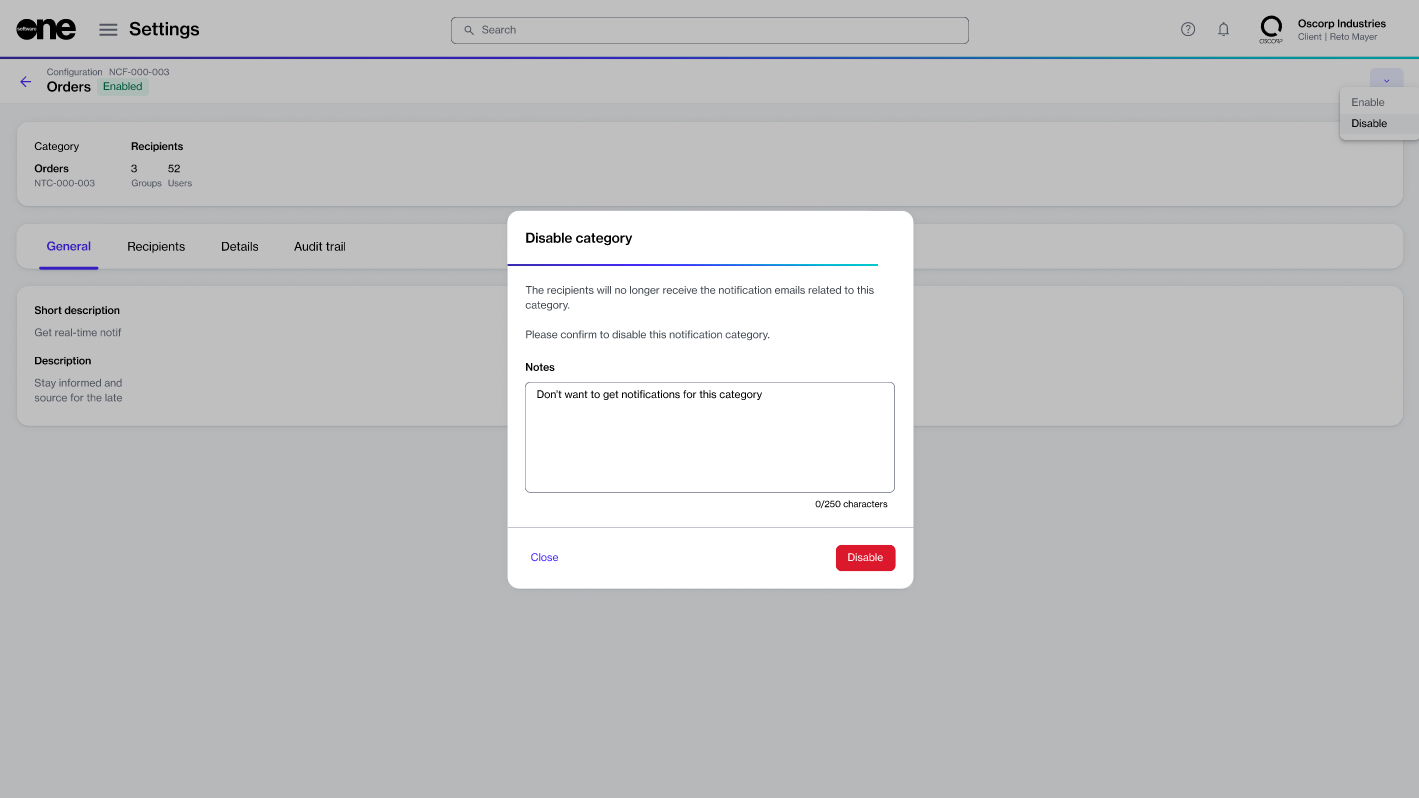 software one
Settings
Search
Oscorp Industries
Client | Reto Mayer
OSCORP
Configuration NCF-000-003
Orders Enabled
Enable
Disable
Category Recipients
Orders 3 52
NTC-000-003 Groups Users
General Recipients Details Audit trail
Short description
Get real-time notif
Description
Stay informed and
source for the late
Disable category
The recipients will no longer receive the notification emails related to this
category.
Please confirm to disable this notification category.
Notes
Don't want to get notifications for this category
0/250 characters
Close Disable